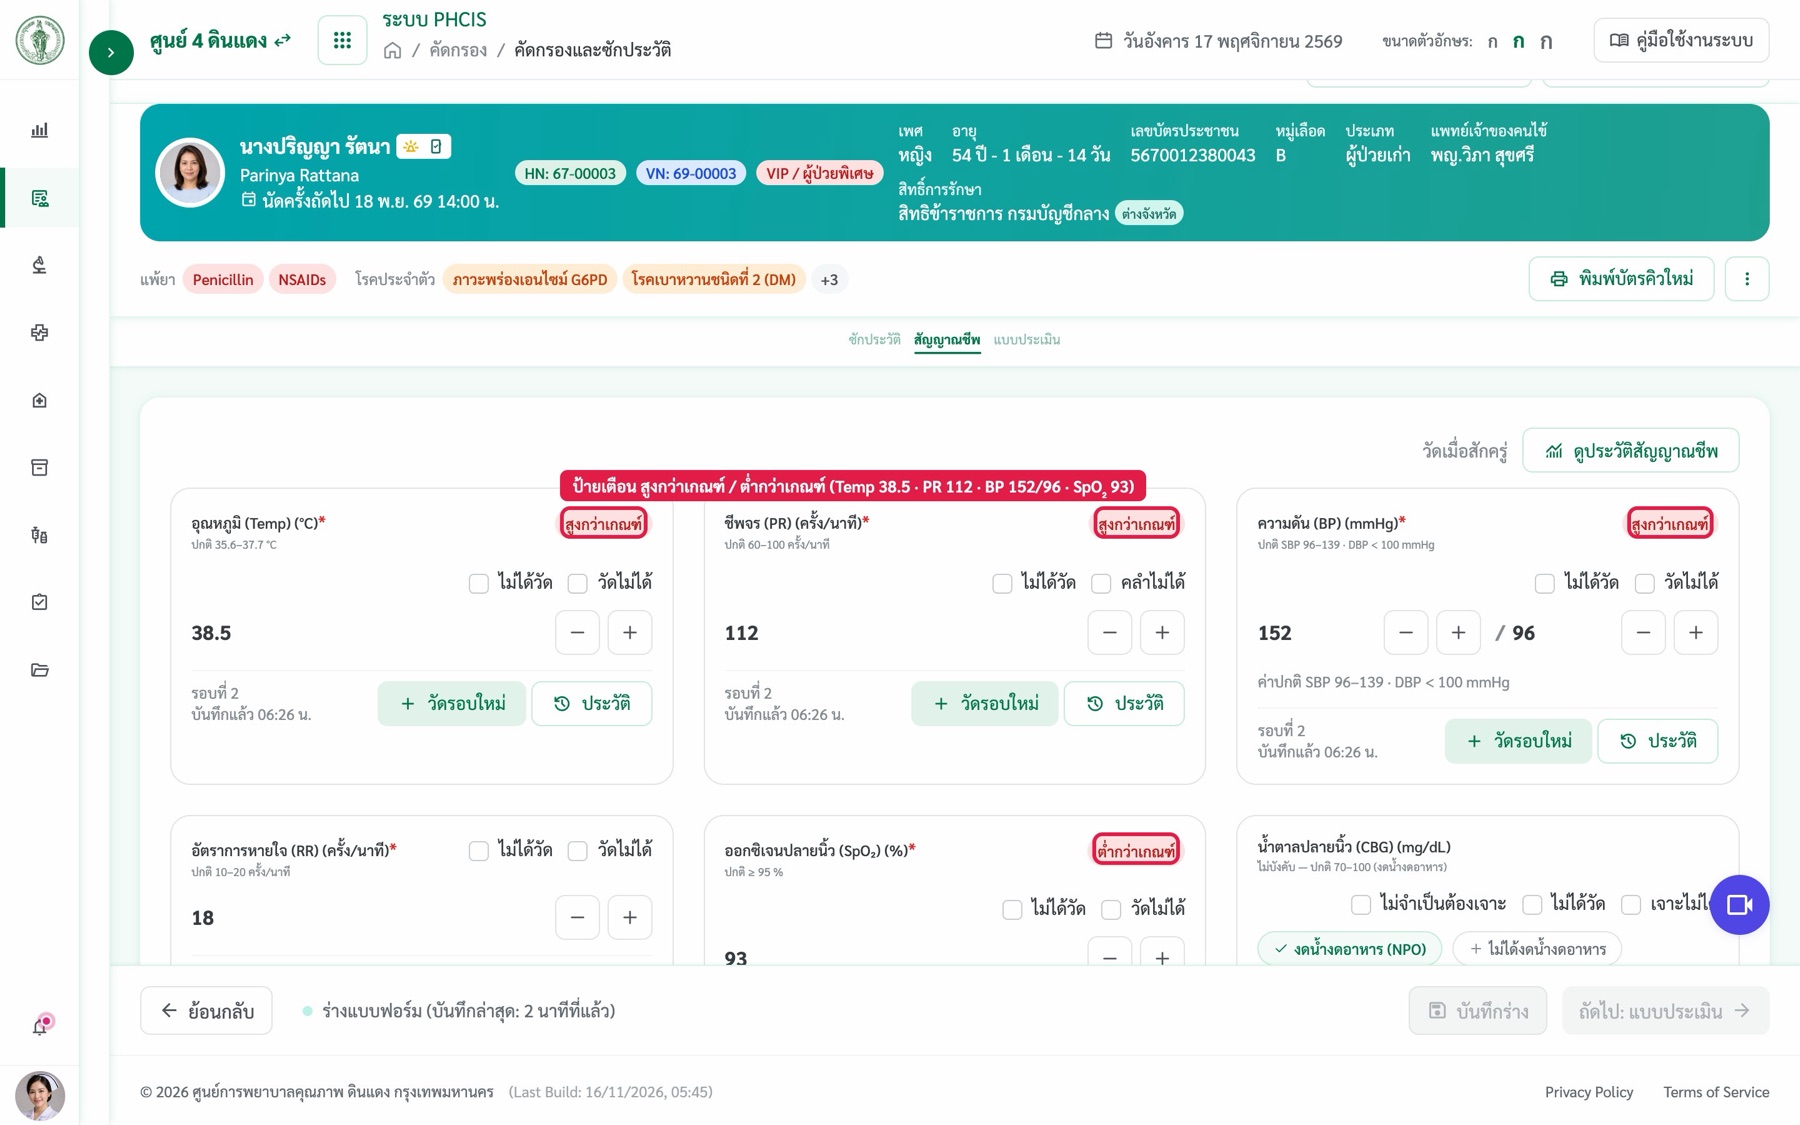 ศูนย์ 4 ดินแดง
ระบบ PHCIS
/ คัดกรอง / คัดกรองและซักประวัติ
วันอังคาร 17 พฤศจิกายน 2569
ขนาดตัวอักษร: ก ก ก
คู่มือใช้งานระบบ
นางปริญญา รัตนา
Parinya Rattana
นัดครั้งถัดไป 18 พ.ย. 69 14:00 น.
HN: 67-00003
VN: 69-00003
VIP / ผู้ป่วยพิเศษ
เพศ อายุ เลขบัตรประชาชน หมู่เลือด ประเภท แพทย์เจ้าของคนไข้
หญิง 54 ปี - 1 เดือน - 14 วัน 5670012380043 B ผู้ป่วยเก่า พญ.วิภา สุขศรี
สิทธิ์การรักษา
สิทธิข้าราชการ กรมบัญชีกลาง ต่างจังหวัด
แพ้ยา Penicillin NSAIDs โรคประจำตัว ภาวะพร่องเอนไซม์ G6PD โรคเบาหวานชนิดที่ 2 (DM) +3
พิมพ์บัตรคิวใหม่
ซักประวัติ สัญญาณชีพ แบบประเมิน
วัดเมื่อสักครู่ ดูประวัติสัญญาณชีพ
ป้ายเตือน สูงกว่าเกณฑ์ / ต่ำกว่าเกณฑ์ (Temp 38.5 · PR 112 · BP 152/96 · SpO₂ 93)
อุณหภูมิ (Temp) (°C)* สูงกว่าเกณฑ์
ปกติ 35.6–37.7 °C
ไม่ได้วัด วัดไม่ได้
38.5 − +
รอบที่ 2
บันทึกแล้ว 06:26 น.
+ วัดรอบใหม่ ประวัติ
ชีพจร (PR) (ครั้ง/นาที)* สูงกว่าเกณฑ์
ปกติ 60–100 ครั้ง/นาที
ไม่ได้วัด คลำไม่ได้
112 − +
รอบที่ 2
บันทึกแล้ว 06:26 น.
+ วัดรอบใหม่ ประวัติ
ความดัน (BP) (mmHg)* สูงกว่าเกณฑ์
ปกติ SBP 96–139 · DBP < 100 mmHg
ไม่ได้วัด วัดไม่ได้
152 − + / 96 − +
ค่าปกติ SBP 96–139 · DBP < 100 mmHg
รอบที่ 2
บันทึกแล้ว 06:26 น.
+ วัดรอบใหม่ ประวัติ
อัตราการหายใจ (RR) (ครั้ง/นาที)* ไม่ได้วัด วัดไม่ได้
ปกติ 10–20 ครั้ง/นาที
18 − +
ออกซิเจนปลายนิ้ว (SpO₂) (%)* ต่ำกว่าเกณฑ์
ปกติ ≥ 95 %
ไม่ได้วัด วัดไม่ได้
93 − +
น้ำตาลปลายนิ้ว (CBG) (mg/dL)
ไม่บังคับ — ปกติ 70–100 (งดน้ำงดอาหาร)
ไม่จำเป็นต้องเจาะ ไม่ได้วัด เจาะไม่ไ
งดน้ำงดอาหาร (NPO) + ไม่ได้งดน้ำงดอาหาร
ย้อนกลับ
ร่างแบบฟอร์ม (บันทึกล่าสุด: 2 นาทีที่แล้ว)
บันทึกร่าง
ถัดไป: แบบประเมิน
© 2026 ศูนย์การพยาบาลคุณภาพ ดินแดง กรุงเทพมหานคร (Last Build: 16/11/2026, 05:45)
Privacy Policy Terms of Service